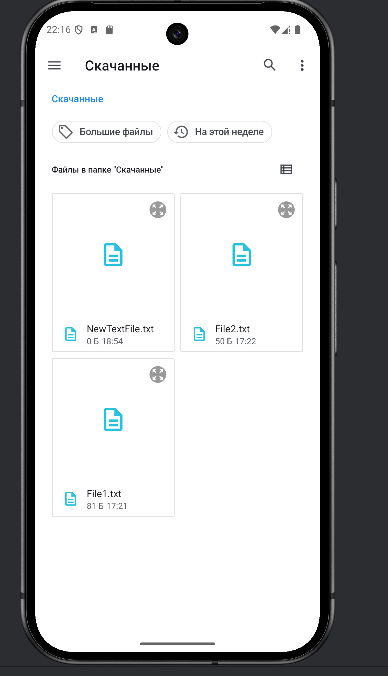 22:16
Скачанные
Скачанные
Большие файлы
На этой неделе
Файлы в папке "Скачанные"
NewTextFile.txt
0 Б 18:54
File2.txt
50 Б 17:22
File1.txt
81 Б 17:21